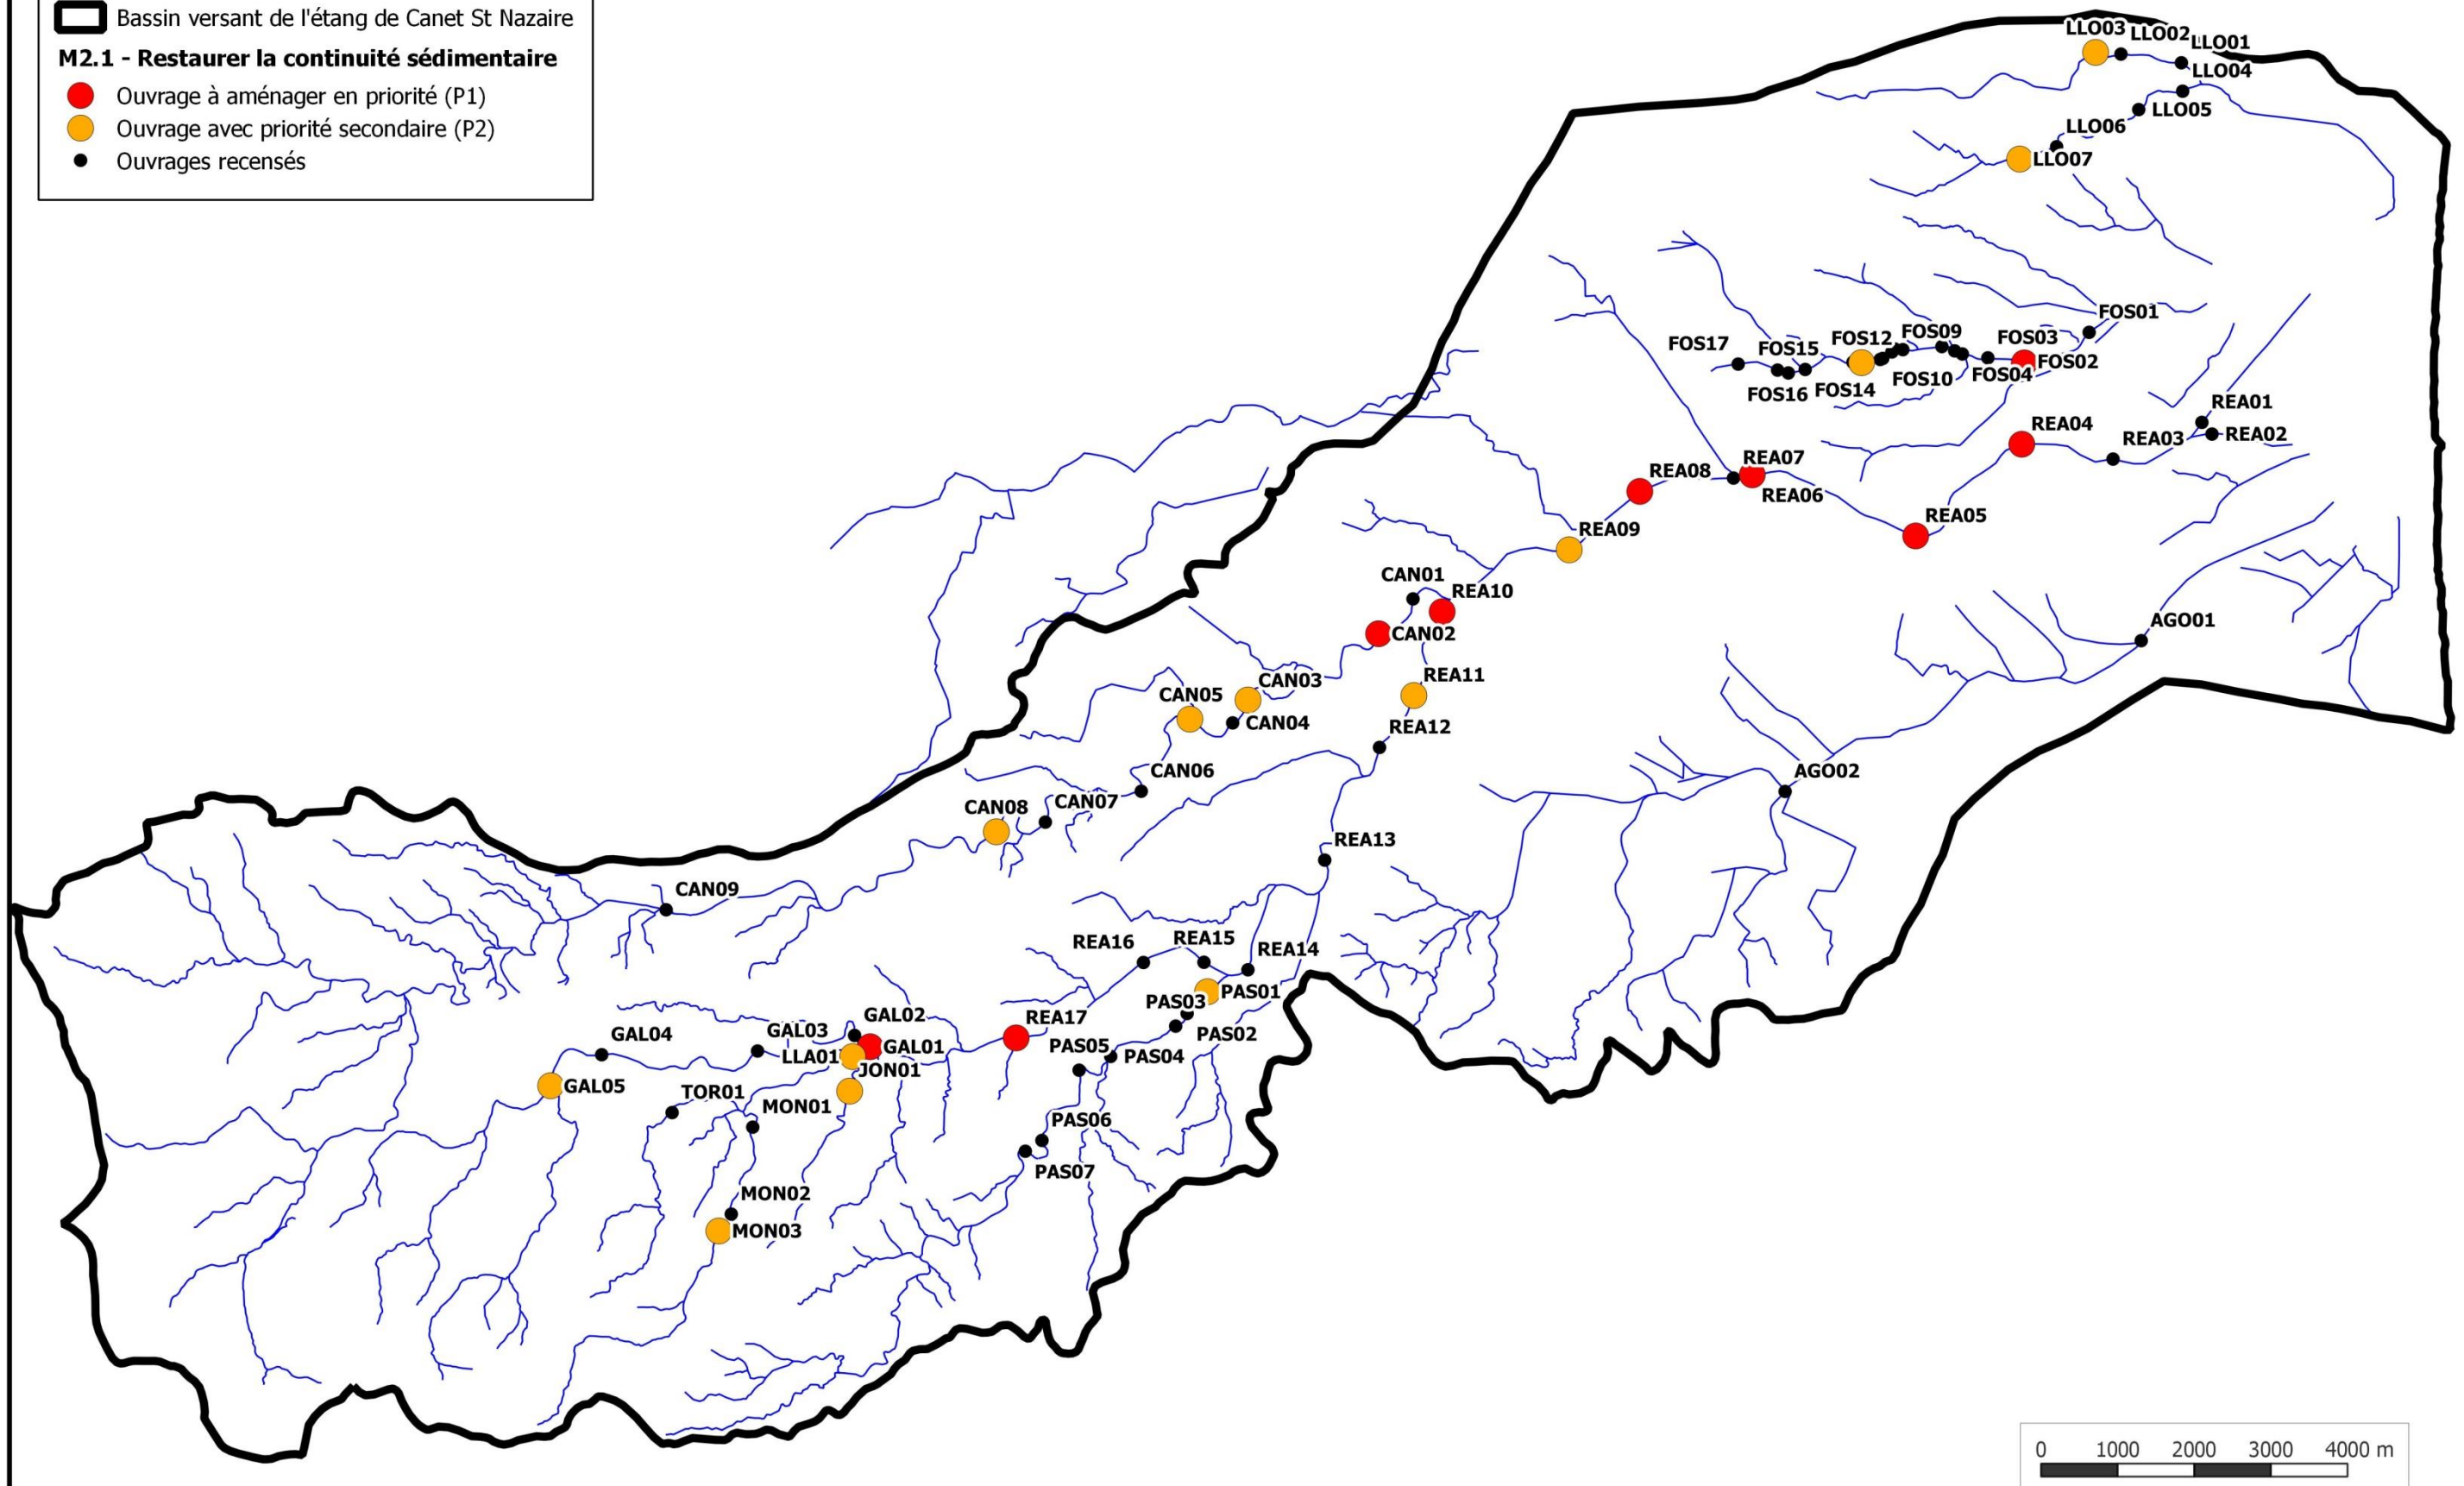 Bassin versant de l'étang de Canet St Nazaire
M2.1 - Restaurer la continuité sédimentaire
Ouvrage à aménager en priorité (P1)
Ouvrage avec priorité secondaire (P2)
Ouvrages recensés
LLO03
LLO02
LLO01
LLO04
LLO05
LLO06
LLO07
FOS01
FOS17
FOS15
FOS12
FOS09
FOS03
FOS02
FOS16
FOS14
FOS10
FOS04
REA01
REA04
REA03
REA02
REA08
REA07
REA06
REA05
REA09
CAN01
REA10
CAN02
AGO01
CAN05
CAN03
REA11
CAN04
REA12
CAN06
AGO02
CAN08
CAN07
REA13
CAN09
REA16
REA15
REA14
PAS03
PAS01
GAL04
GAL03
GAL02
REA17
PAS02
LLA01
GAL01
PAS05
PAS04
JON01
GAL05
TOR01
MON01
PAS06
PAS07
MON02
MON03
0 1000 2000 3000 4000 m